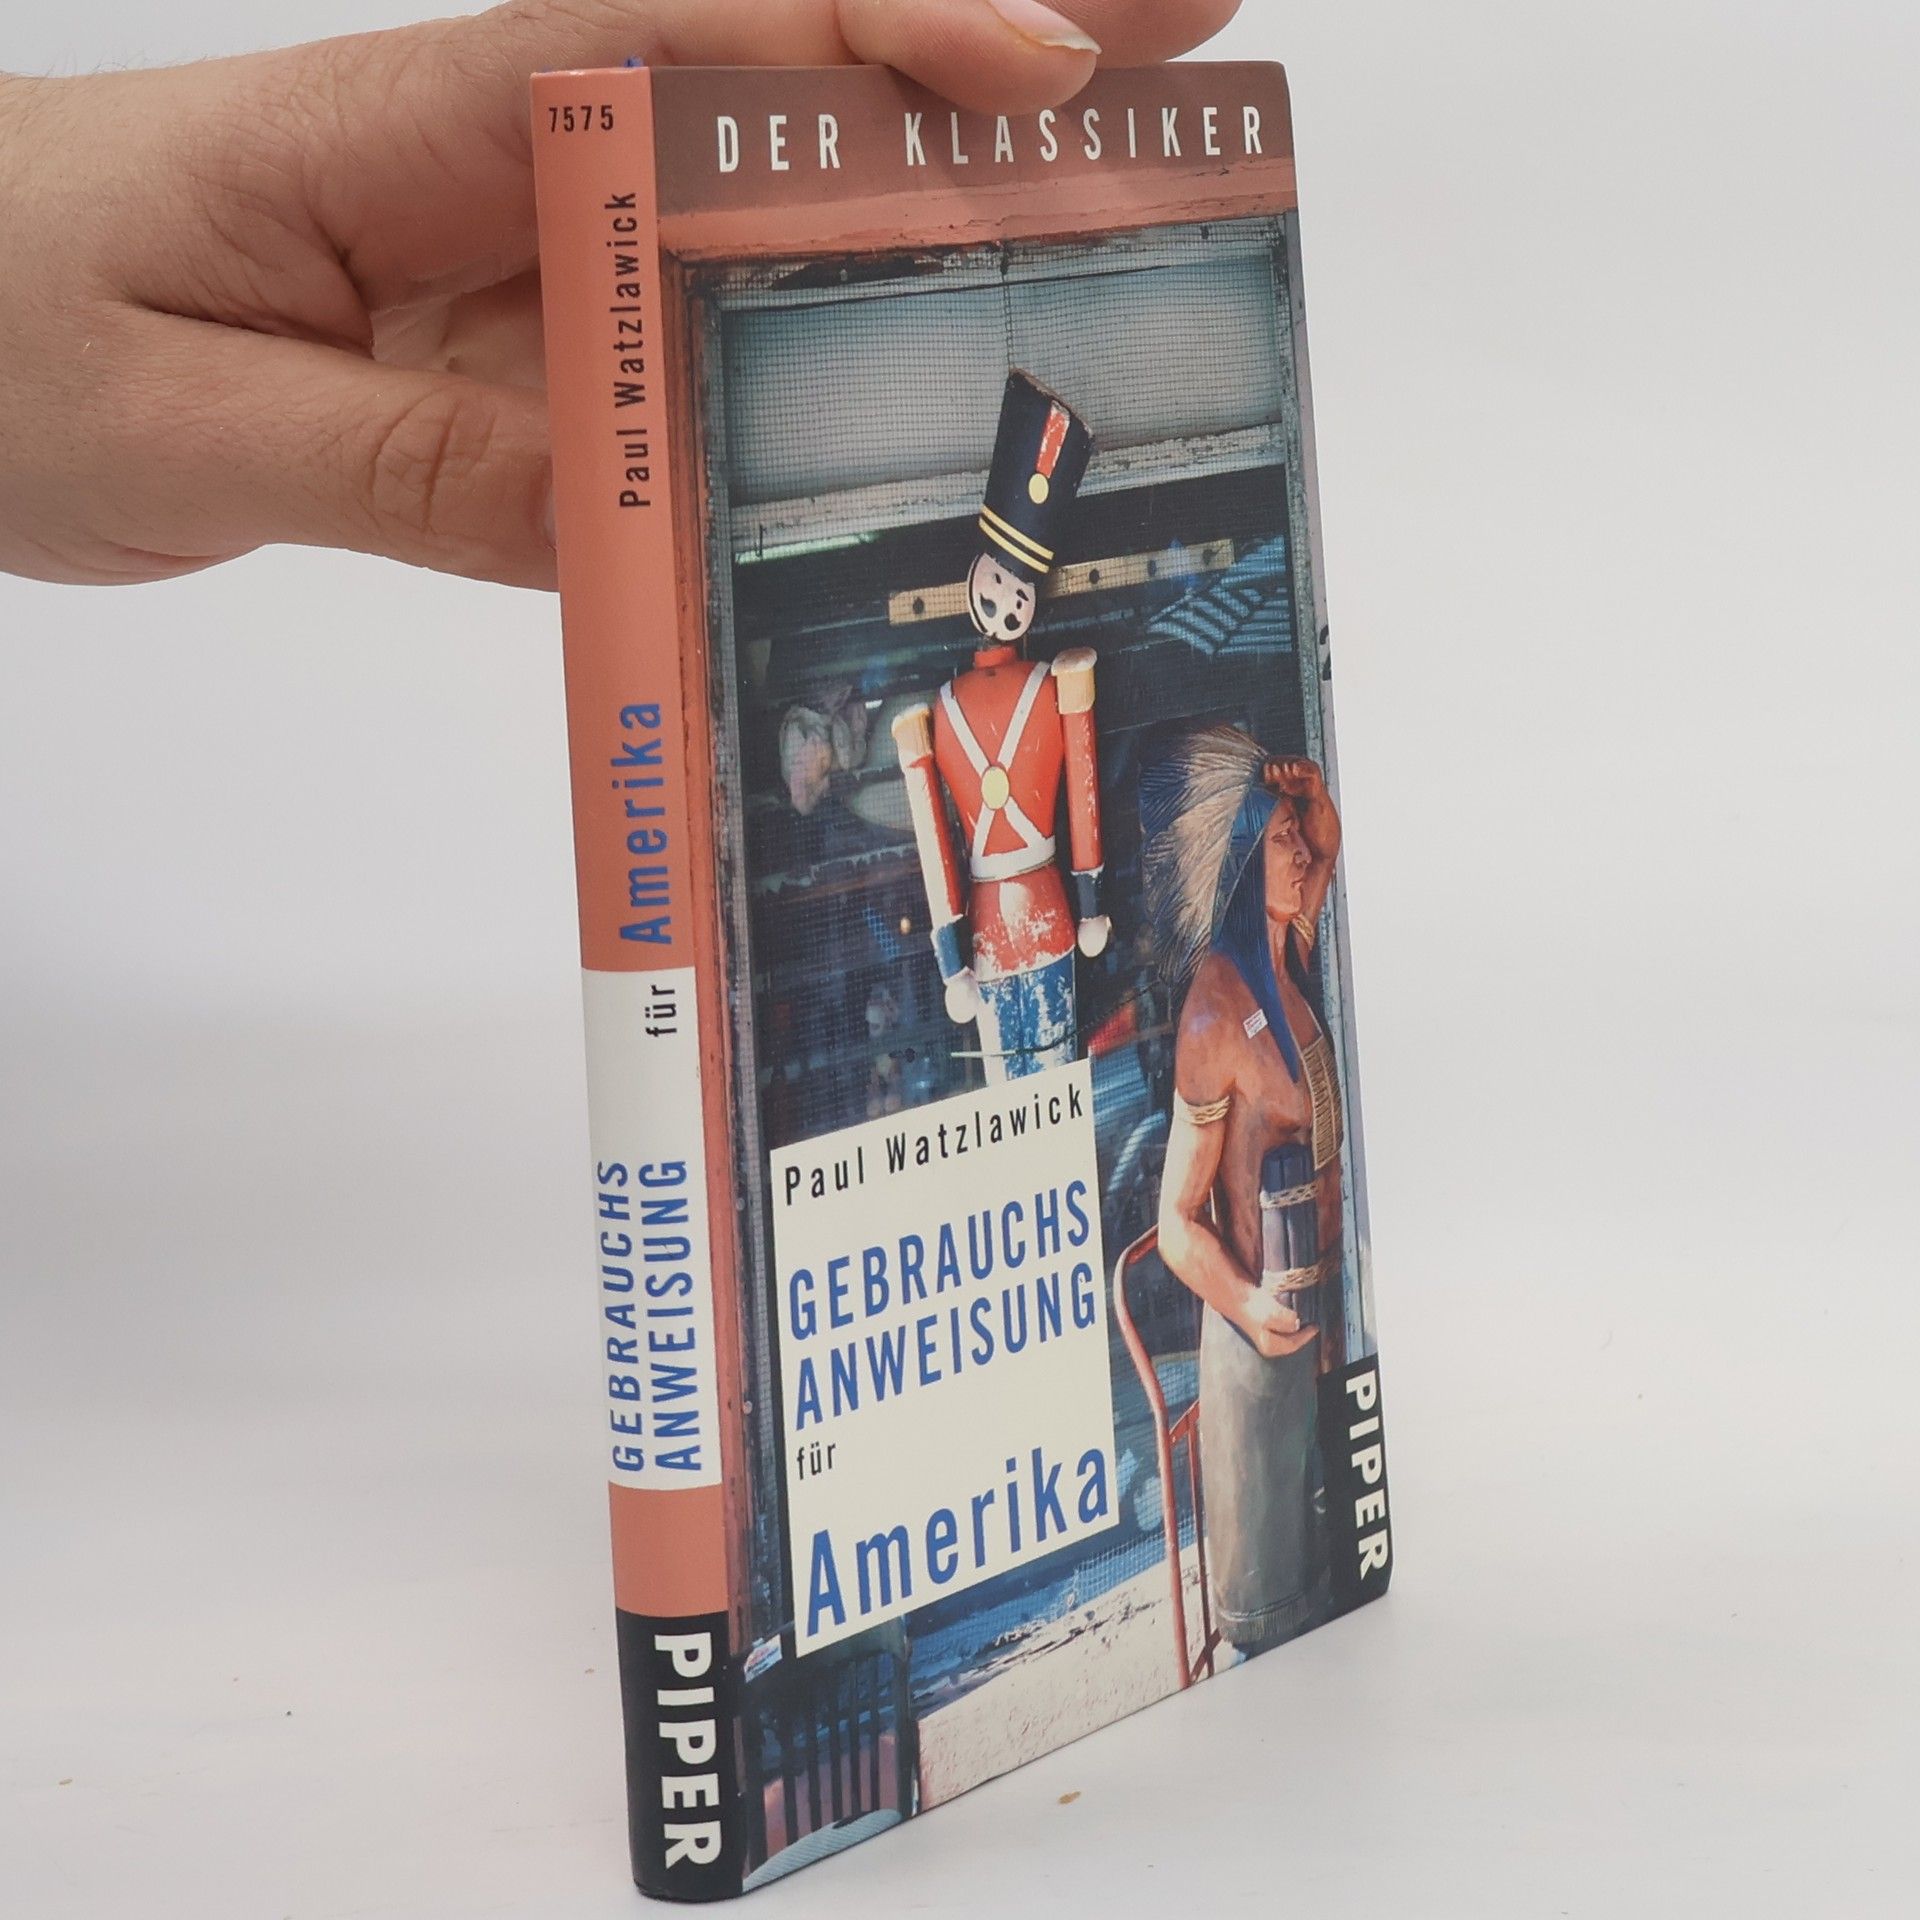 7575
Paul Watzlawick
GEBRAUCHS
ANWEISUNG
für
Amerika
PIPER
DER KLASSIKER
Paul Watzlawick
GEBRAUCHS
ANWEISUNG
für
Amerika
PIPER